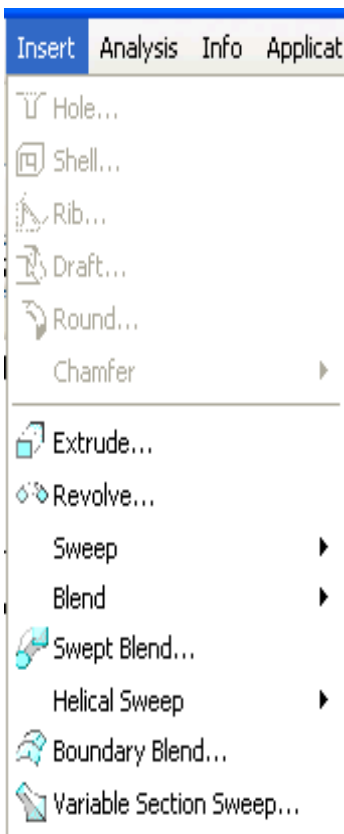 Insert Analysis Info Applicat
Hole...
Shell...
Rib...
Draft...
Round...
Chamfer
Extrude...
Revolve...
Sweep
Blend
Swept Blend...
Helical Sweep
Boundary Blend...
Variable Section Sweep...